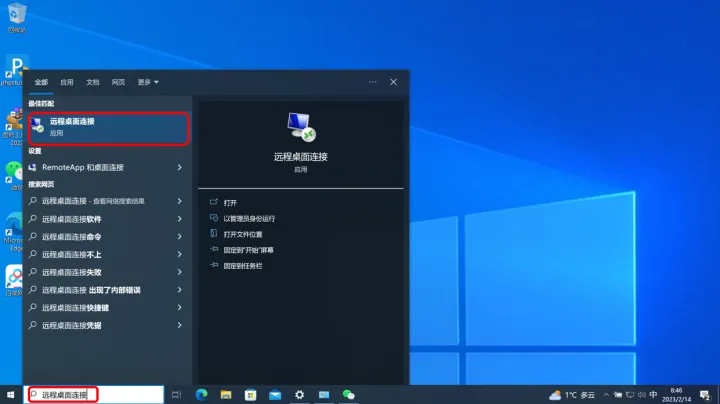 回收站
phpstudy
全部 应用 文档 网页 更多
最佳匹配
远程桌面连接
应用
设置
RemoteApp 和桌面连接
搜索网页
远程桌面连接 - 查看网络搜索结果
远程桌面连接软件
远程桌面连接命令
远程桌面连接不上
远程桌面连接失败
远程桌面连接 出现了内部错误
远程桌面连接快捷键
远程桌面连接凭据
远程桌面连接
应用
打开
以管理员身份运行
打开文件位置
固定到"开始"屏幕
固定到任务栏
Edge
远程桌面连接
1°C 多云
中
8:46
2023/2/14
2